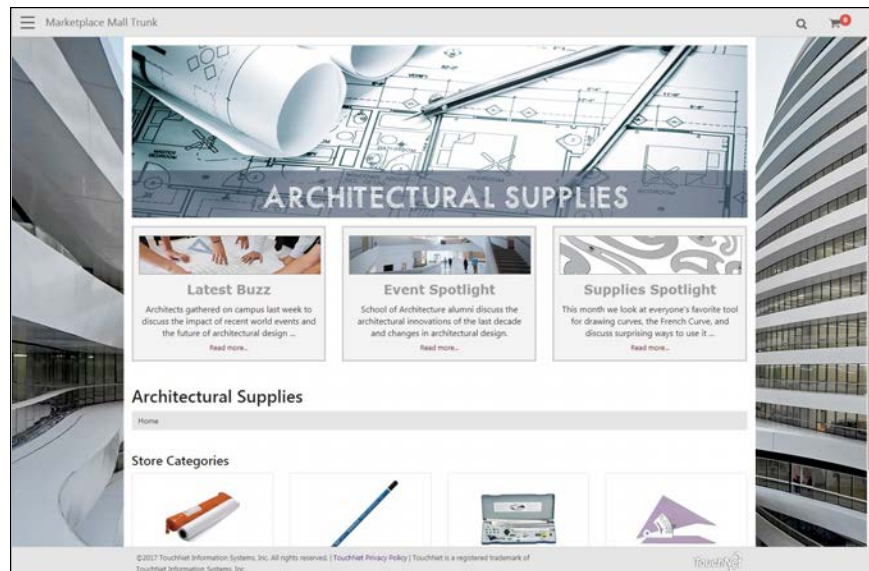 Marketplace Mall Trunk
0
ARCHITECTURAL SUPPLIES
BATHROOM
MASTER
BEDROOM
BEDROOM
Latest Buzz
Architects gathered on campus last week to
discuss the impact of recent world events and
the future of architectural design ...
Read more..
Event Spotlight
School of Architecture alumni discuss the
architectural innovations of the last decade
and changes in architectural design.
Read more..
Supplies Spotlight
This month we look at everyone's favorite tool
for drawing curves, the French Curve, and
discuss surprising ways to use it ...
Read more..
Architectural Supplies
Home
Store Categories
©2017 TouchNet Information Systems, Inc. All rights reserved. | TouchNet Privacy Policy | TouchNet is a registered trademark of
TouchNet Information Systems, Inc.
TouchNet